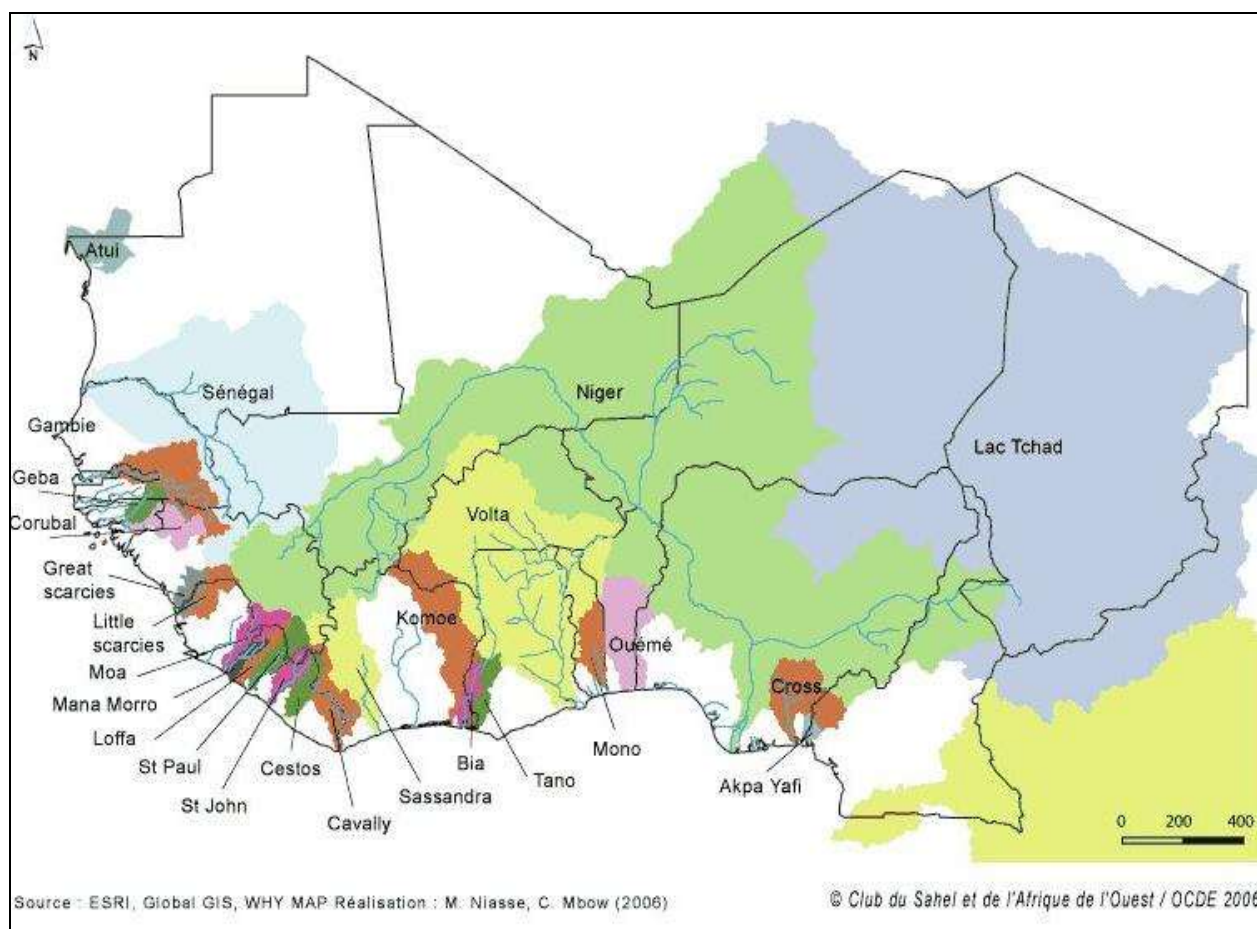 N
Atui
Sénégal
Niger
Gambie
Lac Tchad
Geba
Corubal
Volta
Great
scarcies
Little
scarcies
Komoe
Ouémé
Moa
Cross
Mana Morro
Loffa
Mono
St Paul
Cestos
Bia
Tano
Akpa Yafi
St John
Sassandra
Cavally
0 200 400
Source : ESRI, Global GIS, WHY MAP Réalisation : M. Niasse, C. Mbow (2006)
© Club du Sahel et de l'Afrique de l'Ouest / OCDE 2006